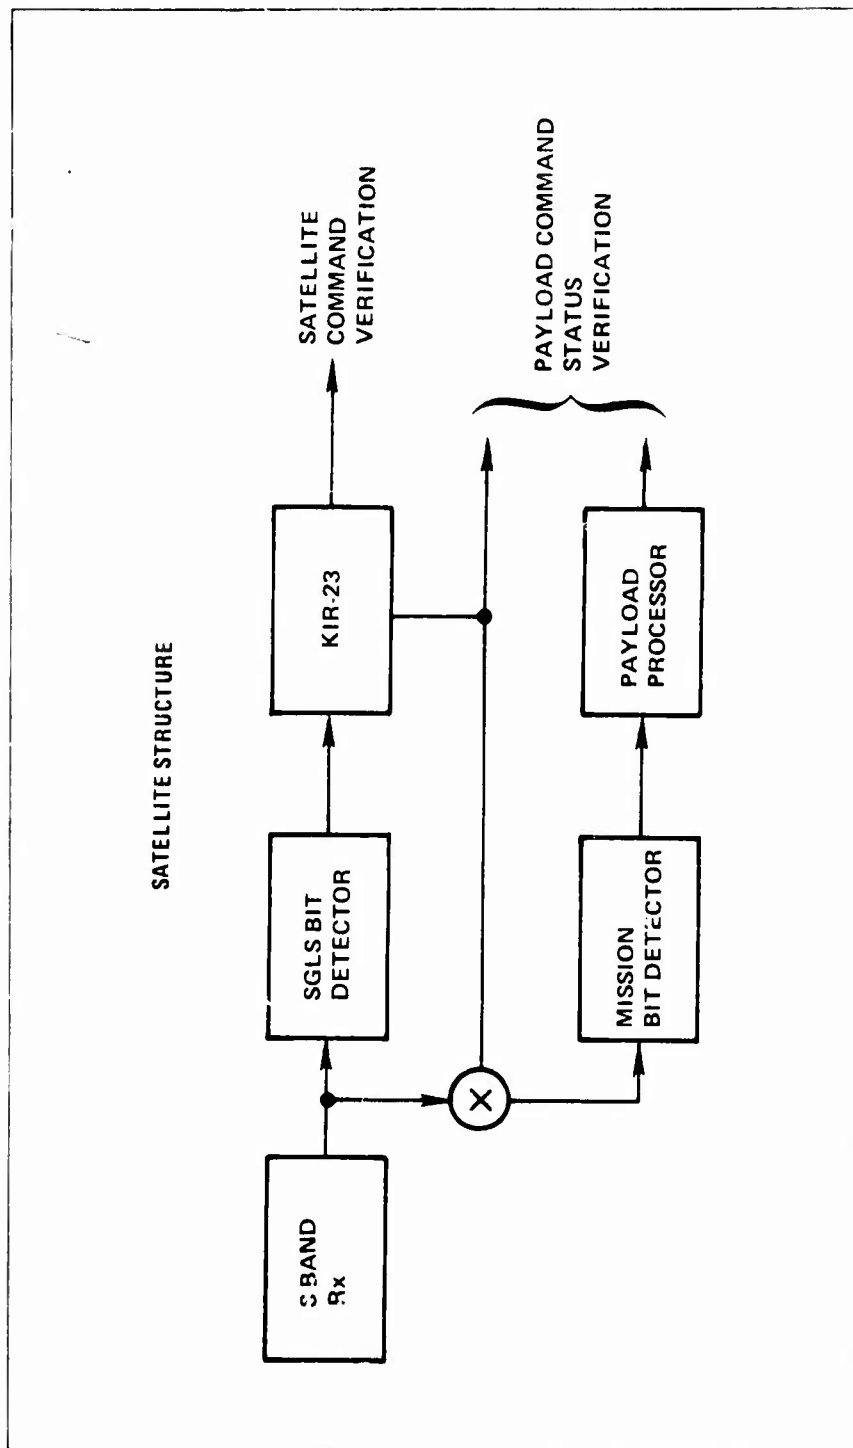 SATELLITE STRUCTURE
S BAND
Rx
SGLS BIT
DETECTOR
KIR-23
SATELLITE
COMMAND
VERIFICATION
X
MISSION
BIT DETECTOR
PAYLOAD
PROCESSOR
PAYLOAD COMMAND
STATUS
VERIFICATION